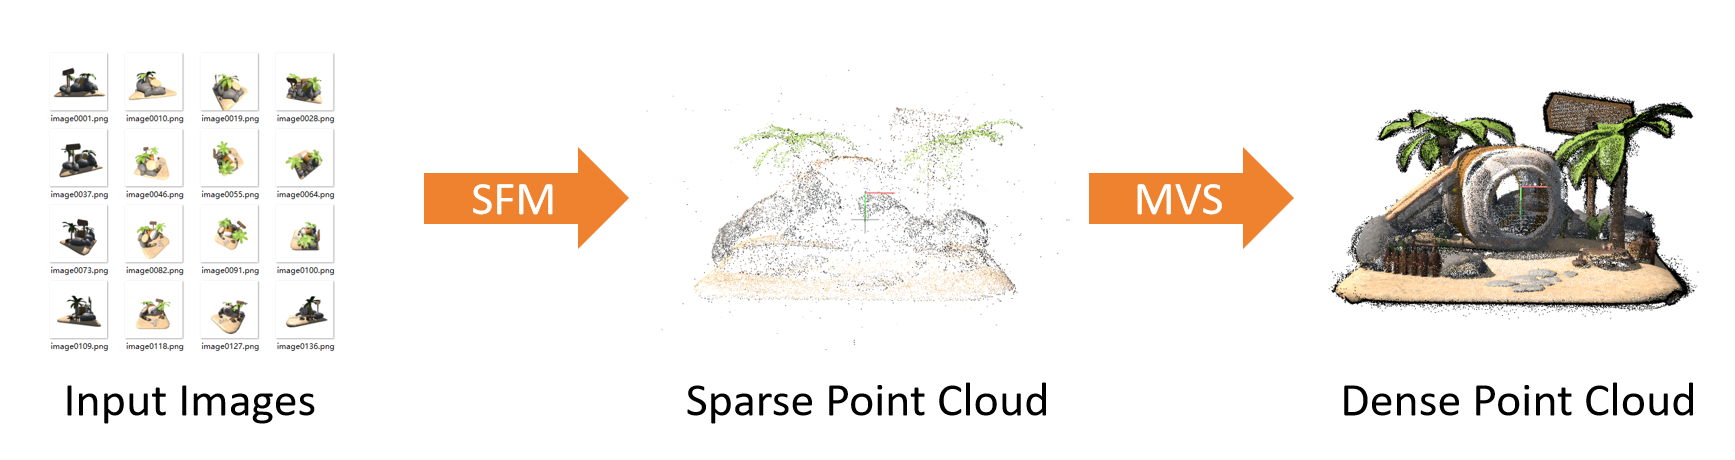 image0001.png image0010.png image0019.png image0028.png
image0037.png image0046.png image0055.png image0064.png
image0073.png image0082.png image0091.png image0100.png
image0109.png image0118.png image0127.png image0136.png
SFM
MVS
Input Images
Sparse Point Cloud
Dense Point Cloud